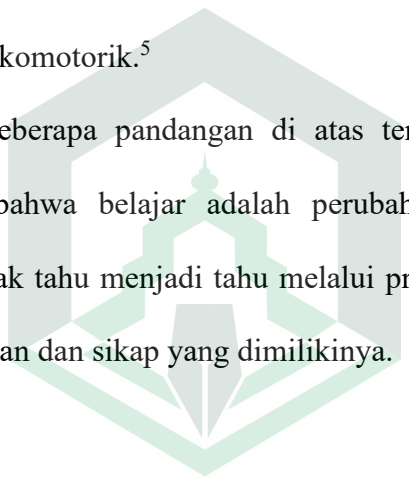 komotorik.⁵
eberapa pandangan di atas ter
bahwa belajar adalah perubah
ak tahu menjadi tahu melalui pr
an dan sikap yang dimilikinya.